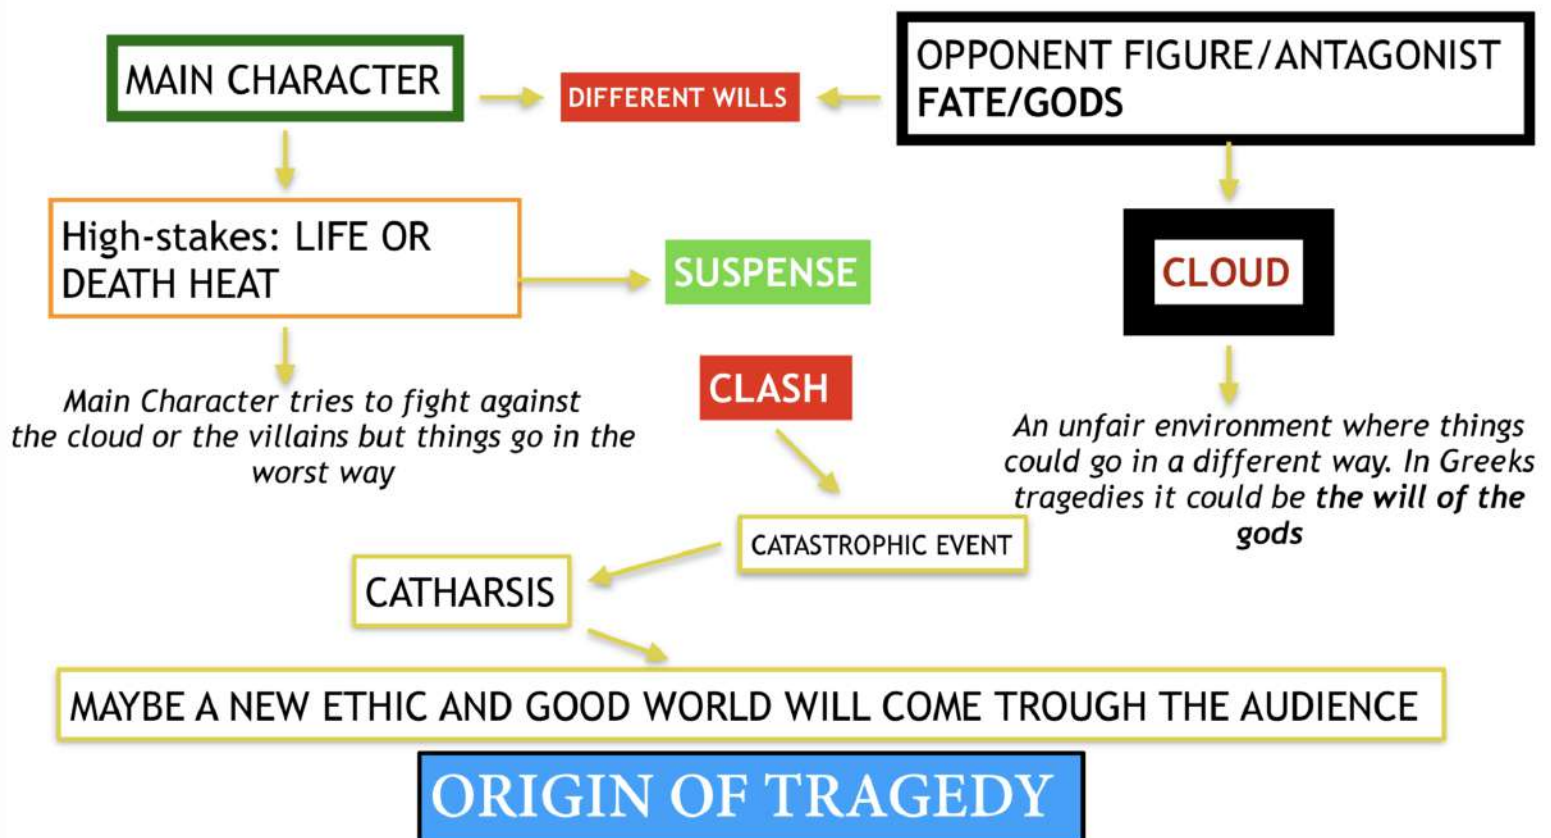 MAIN CHARACTER
DIFFERENT WILLS
OPPONENT FIGURE/ANTAGONIST
FATE/GODS
High-stakes: LIFE OR
DEATH HEAT
SUSPENSE
CLOUD
CLASH
Main Character tries to fight against
the cloud or the villains but things go in the
worst way
An unfair environment where things
could go in a different way. In Greeks
tragedies it could be the will of the
gods
CATASTROPHIC EVENT
CATHARSIS
MAYBE A NEW ETHIC AND GOOD WORLD WILL COME TROUGH THE AUDIENCE
ORIGIN OF TRAGEDY